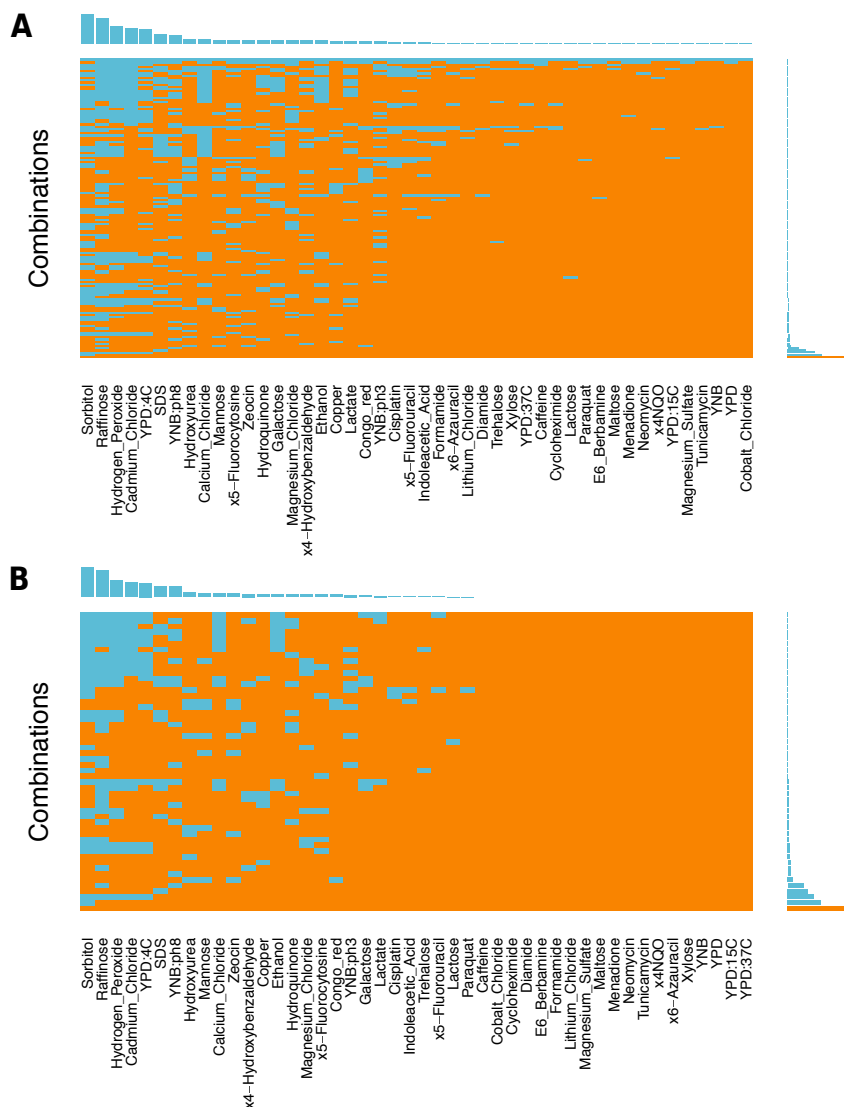 A
Combinations
Sorbitol
Raffinose
Hydrogen_Peroxide
Cadmium_Chloride
YPD:4C
SDS
YNB:ph8
Hydroxyurea
Calcium_Chloride
Mannose
x5−Fluorocytosine
Zeocin
Hydroquinone
Galactose
Magnesium_Chloride
x4−Hydroxybenzaldehyde
Ethanol
Copper
Lactate
Congo_red
YNB:ph3
Cisplatin
x5−Fluorouracil
Indoleacetic_Acid
Formamide
x6−Azauracil
Lithium_Chloride
Diamide
Trehalose
Xylose
YPD:37C
Caffeine
Cycloheximide
Lactose
Paraquat
E6_Berbamine
Maltose
Menadione
Neomycin
x4NQO
YPD:15C
Magnesium_Sulfate
Tunicamycin
YNB
YPD
Cobalt_Chloride
B
Combinations
Sorbitol
Raffinose
Hydrogen_Peroxide
Cadmium_Chloride
YPD:4C
SDS
YNB:ph8
Hydroxyurea
Mannose
Calcium_Chloride
Zeocin
x4−Hydroxybenzaldehyde
Copper
Ethanol
Hydroquinone
Magnesium_Chloride
x5−Fluorocytosine
Congo_red
YNB:ph3
Galactose
Lactate
Cisplatin
Indoleacetic_Acid
Trehalose
x5−Fluorouracil
Lactose
Paraquat
Caffeine
Cobalt_Chloride
Cycloheximide
Diamide
E6_Berbamine
Formamide
Lithium_Chloride
Magnesium_Sulfate
Maltose
Menadione
Neomycin
Tunicamycin
x4NQO
x6−Azauracil
Xylose
YNB
YPD
YPD:15C
YPD:37C